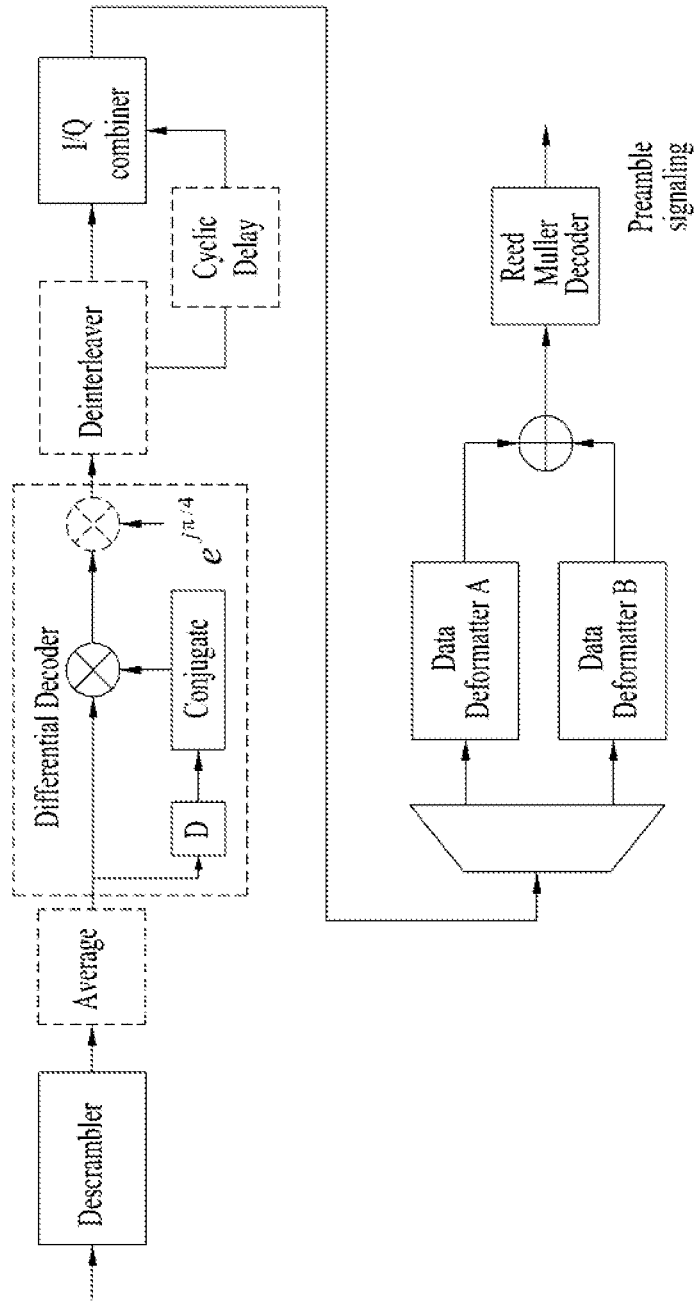 Descrambler
Average
Differential Decoder
D
Conjugate
e^{jπ/4}
Deinterleaver
Cyclic
Delay
I/Q
combiner
Data
Deformatter A
Data
Deformatter B
Reed
Muller
Decoder
Preamble
signaling